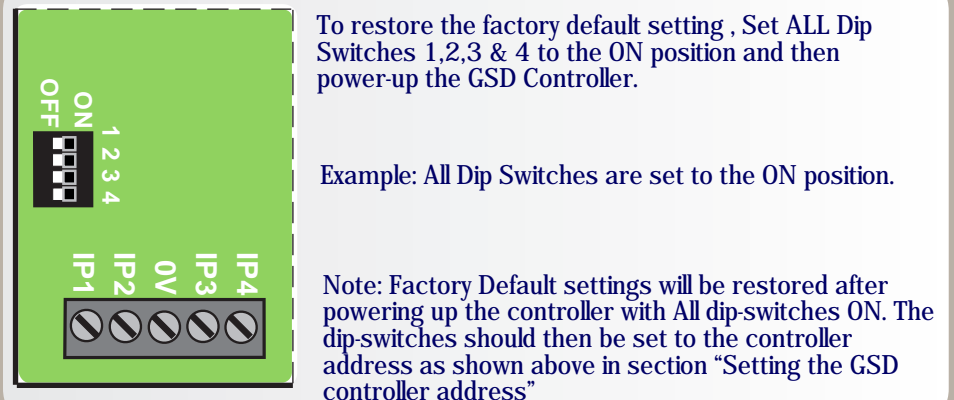 OFF
ON
1 2 3 4
IP1 IP2 0V IP3 IP4
To restore the factory default setting , Set ALL Dip
Switches 1,2,3 & 4 to the ON position and then
power-up the GSD Controller.
Example: All Dip Switches are set to the ON position.
Note: Factory Default settings will be restored after
powering up the controller with All dip-switches ON. The
dip-switches should then be set to the controller
address as shown above in section “Setting the GSD
controller address”